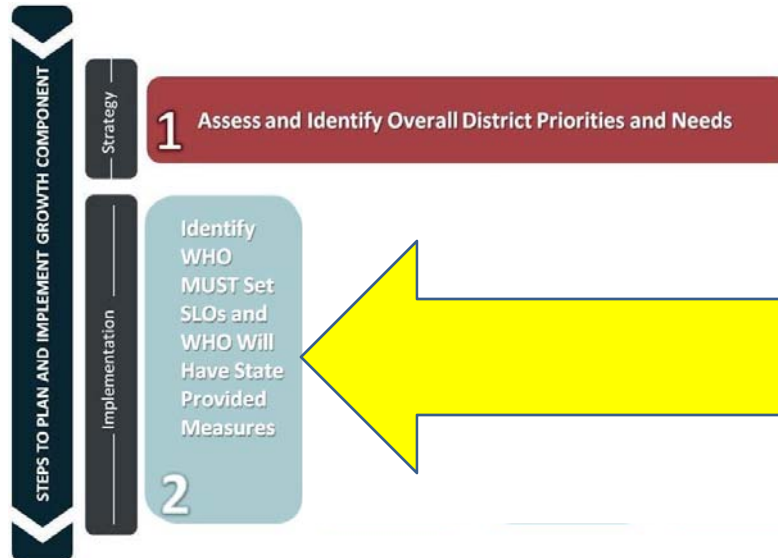 STEPS TO PLAN AND IMPLEMENT GROWTH COMPONENT
Strategy
1
Assess and Identify Overall District Priorities and Needs
Implementation
Identify
WHO
MUST Set
SLOs and
WHO Will
Have State
Provided
Measures
2